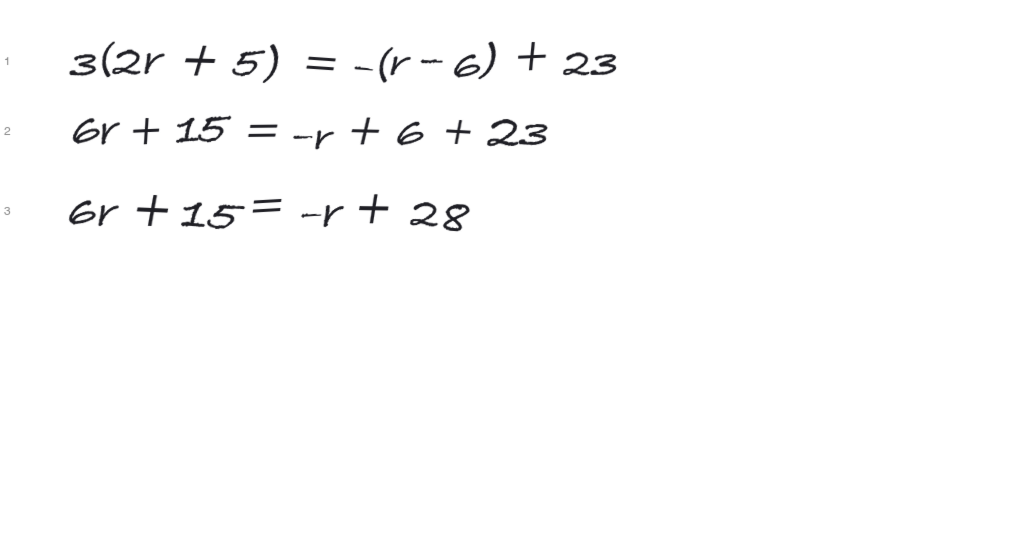 1 3(2r + 5) = -(r - 6) + 23
2 6r + 15 = -r + 6 + 23
3 6r + 15 = -r + 28